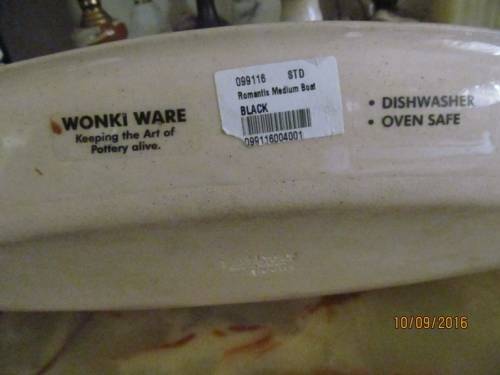 WONKi WARE
Keeping the Art of
Pottery alive.
099116 STD
Romantis Medium Boat
BLACK
099116004001
• DISHWASHER
• OVEN SAFE
10/09/2016